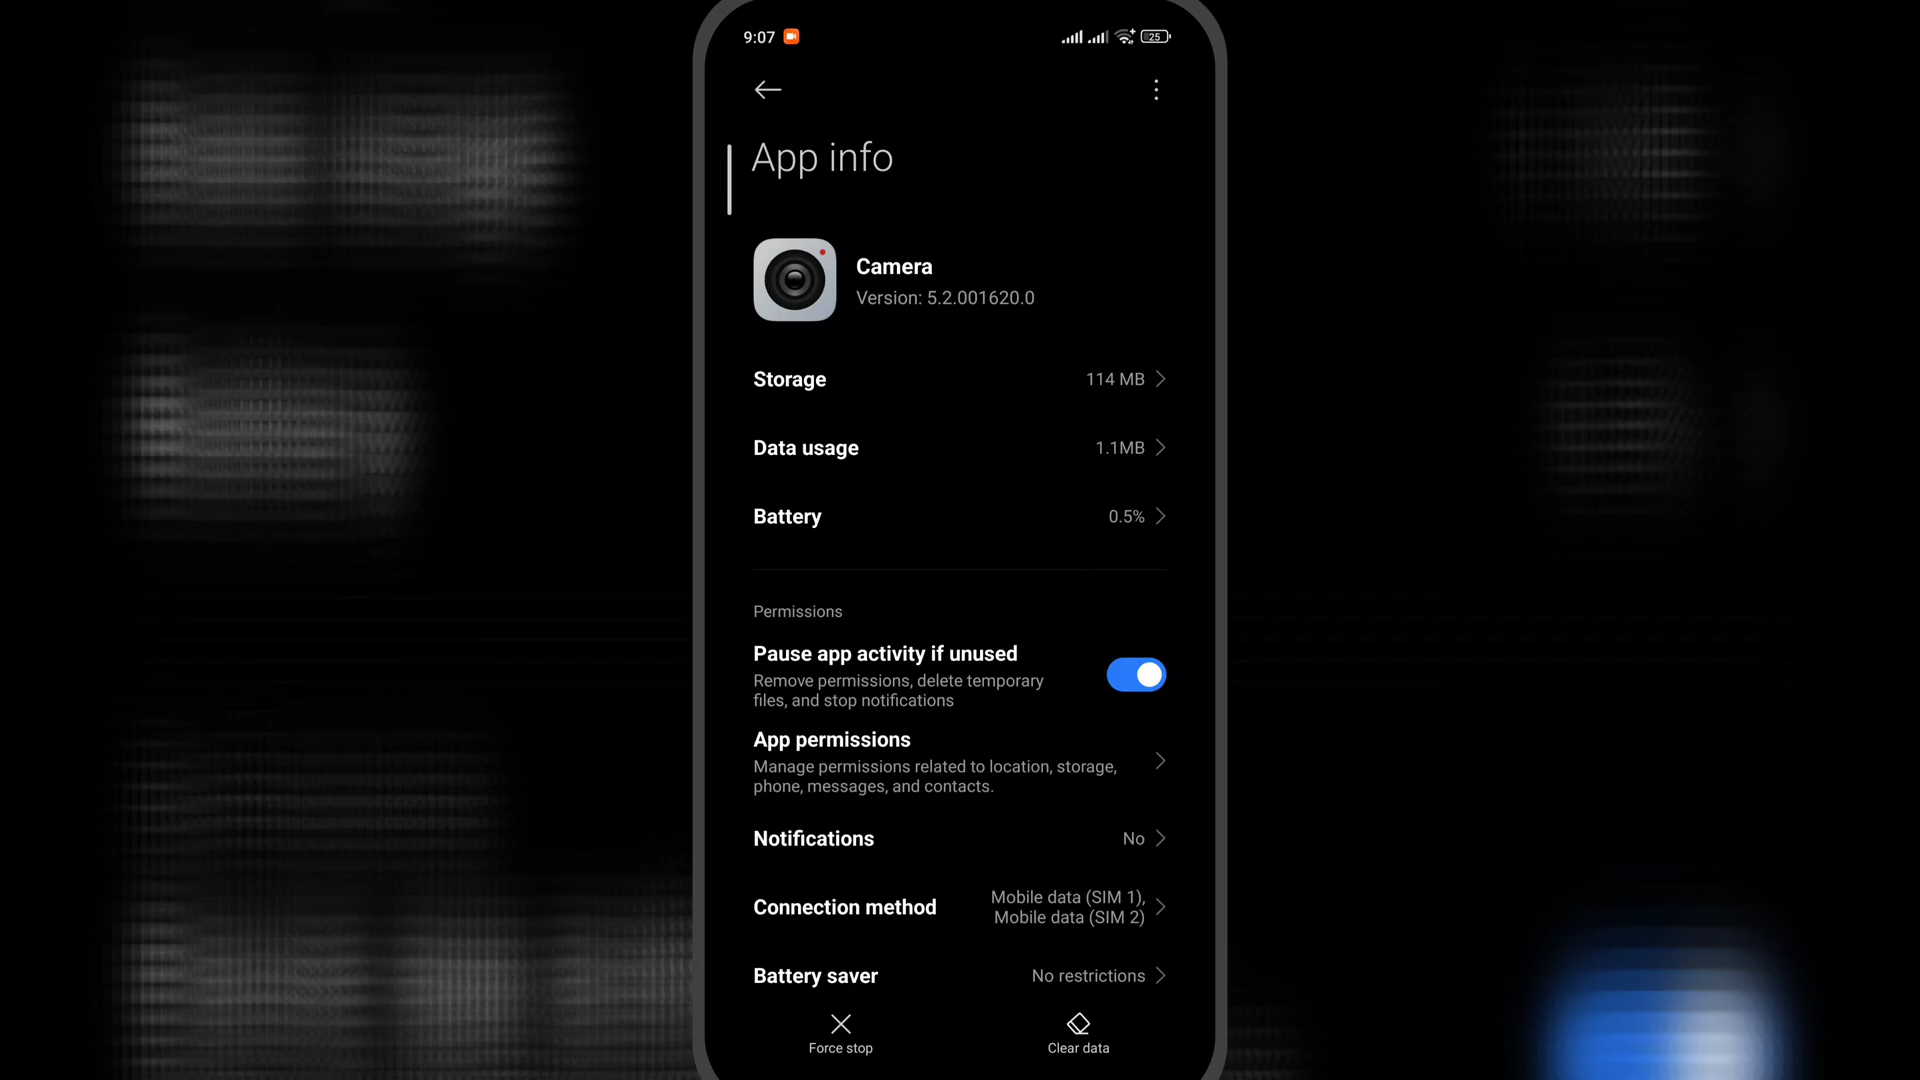 9:07
25
App info
Camera
Version: 5.2.001620.0
Storage
114 MB
Data usage
1.1MB
Battery
0.5%
Permissions
Pause app activity if unused
Remove permissions, delete temporary
files, and stop notifications
App permissions
Manage permissions related to location, storage,
phone, messages, and contacts.
Notifications
No
Connection method
Mobile data (SIM 1),
Mobile data (SIM 2)
Battery saver
No restrictions
Force stop
Clear data